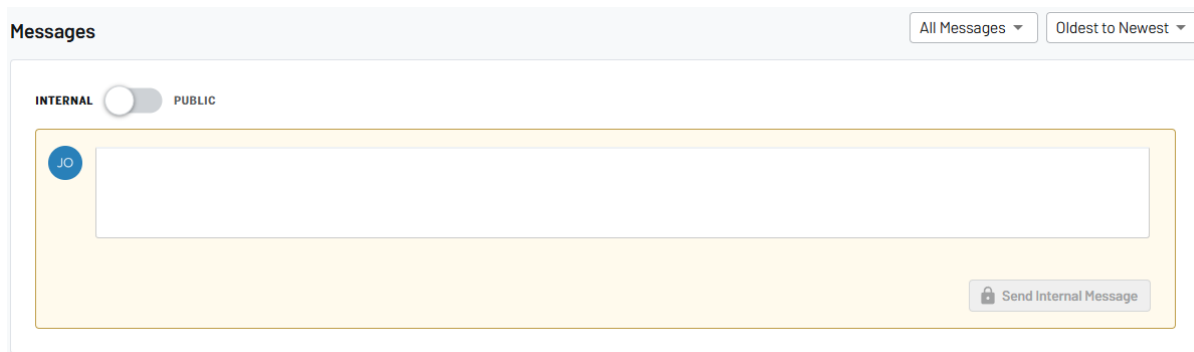 Messages
All Messages
Oldest to Newest
INTERNAL
PUBLIC
JO
Send Internal Message